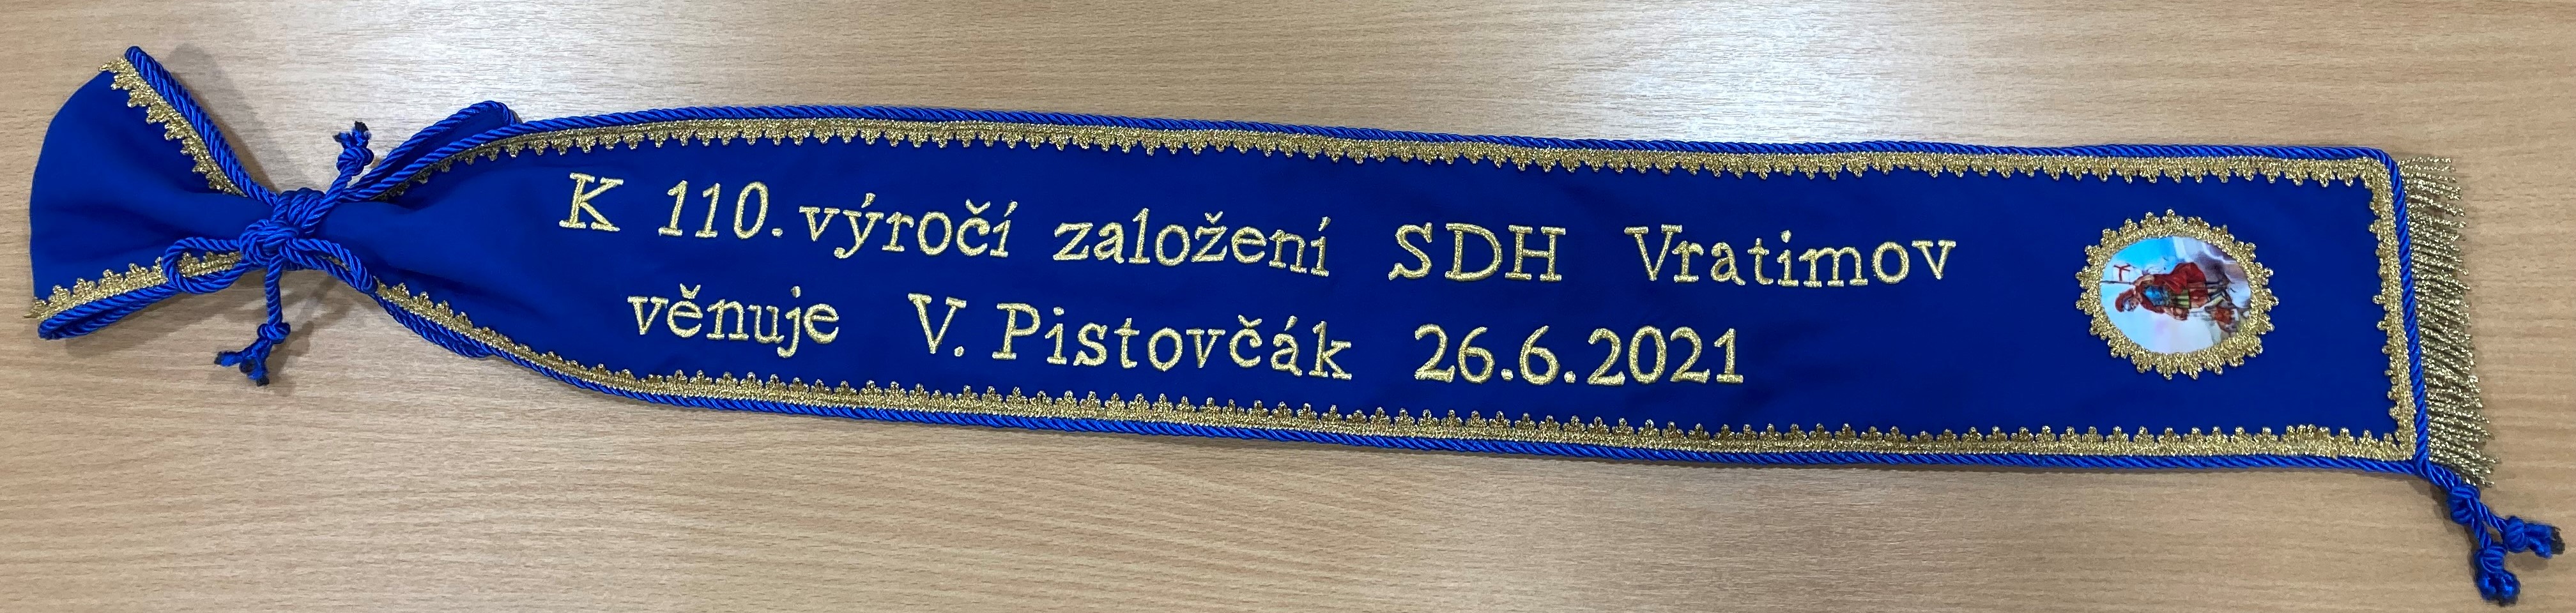 K 110. výročí založení SDH Vratimov
věnuje V. Pistovčák 26.6.2021